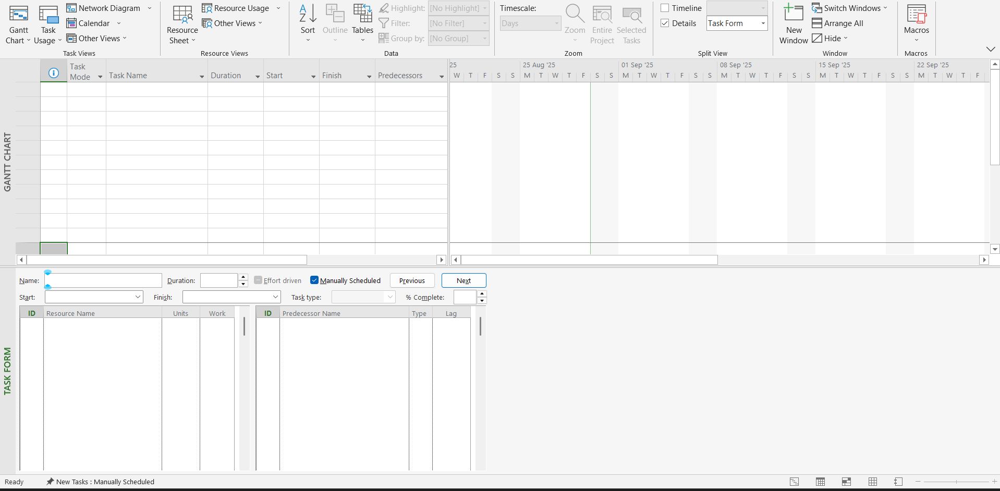 Gantt Chart
Task Usage
Network Diagram
Calendar
Other Views
Task Views
Resource Sheet
Resource Usage
Other Views
Resource Views
A Z Sort
Outline
Tables
Highlight: [No Highlight]
Filter: [No Filter]
Group by: [No Group]
Data
Timescale:
Days
Zoom
Entire Project
Selected Tasks
Zoom
Timeline
Details Task Form
Split View
New Window
Switch Windows
Arrange All
Hide
Window
Macros
Macros
GANTT CHART
Task Mode Task Name Duration Start Finish Predecessors
25 25 Aug '25 01 Sep '25 08 Sep '25 15 Sep '25 22 Sep '25
W T F S S M T W T F S S M T W T F S S M T W T F S S M T W T F S S M T W T F
TASK FORM
Name: Duration: Effort driven Manually Scheduled Previous Next
Start: Finish: Task type: % Complete:
ID Resource Name Units Work ID Predecessor Name Type Lag
Ready New Tasks : Manually Scheduled